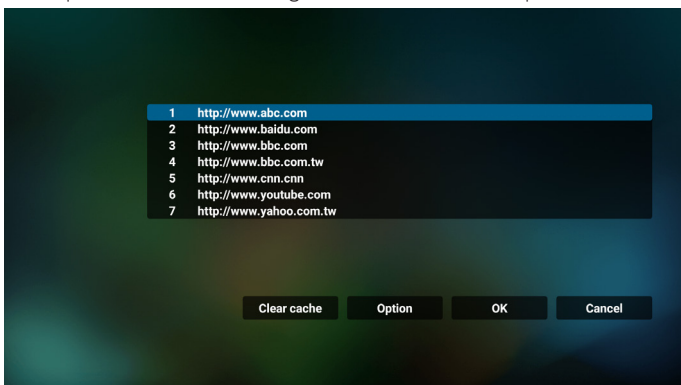 1 http://www.abc.com
2 http://www.baidu.com
3 http://www.bbc.com
4 http://www.bbc.com.tw
5 http://www.cnn.cnn
6 http://www.youtube.com
7 http://www.yahoo.com.tw
Clear cache Option OK Cancel